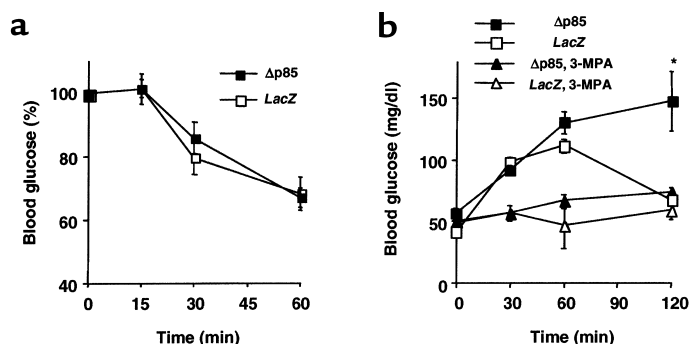 a
Δp85
LacZ
Blood glucose (%)
100
80
60
40
0
15
30
45
60
Time (min)
b
Δp85
LacZ
Δp85, 3-MPA
LacZ, 3-MPA
*
Blood glucose (mg/dl)
150
100
50
0
0
30
60
90
120
Time (min)